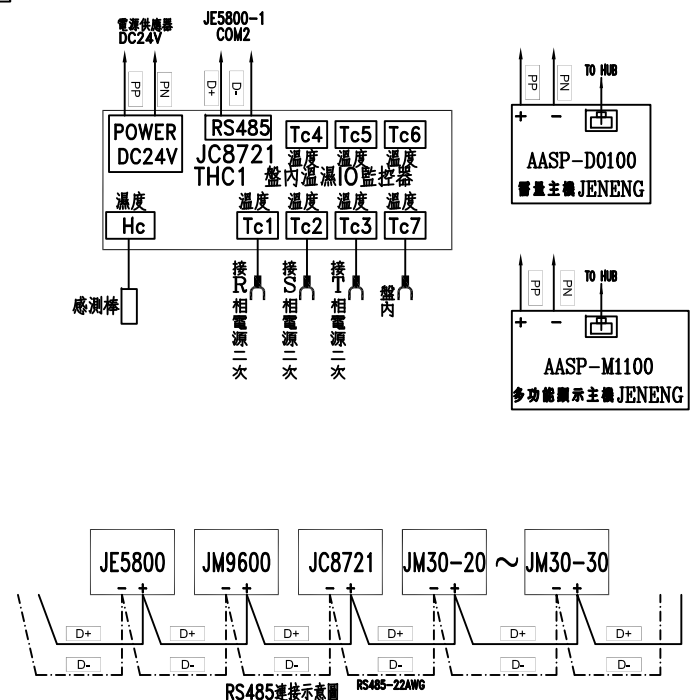 電源供應器
DC24V
JE5800-1
COM2
PP
PN
D+
D-
POWER
DC24V
RS485
JC8721
THC1
盤內溫濕IO監控器
Tc4
Tc5
Tc6
溫度
溫度
溫度
濕度
Hc
溫度
Tc1
溫度
Tc2
溫度
Tc3
溫度
Tc7
感測棒
接R相電源二次
接S相電源二次
接T相電源二次
盤內
PP
PN
TO HUB
+ -
AASP-D0100
需量主機JENENG
PP
PN
TO HUB
+ -
AASP-M1100
多功能顯示主機JENENG
JE5800
JM9600
JC8721
JM30-20
~
JM30-30
- +
- +
- +
- +
- +
D+
D+
D+
D+
D+
D+
D-
D-
D-
D-
D-
D-
RS485連接示意圖
RS485-22AWG